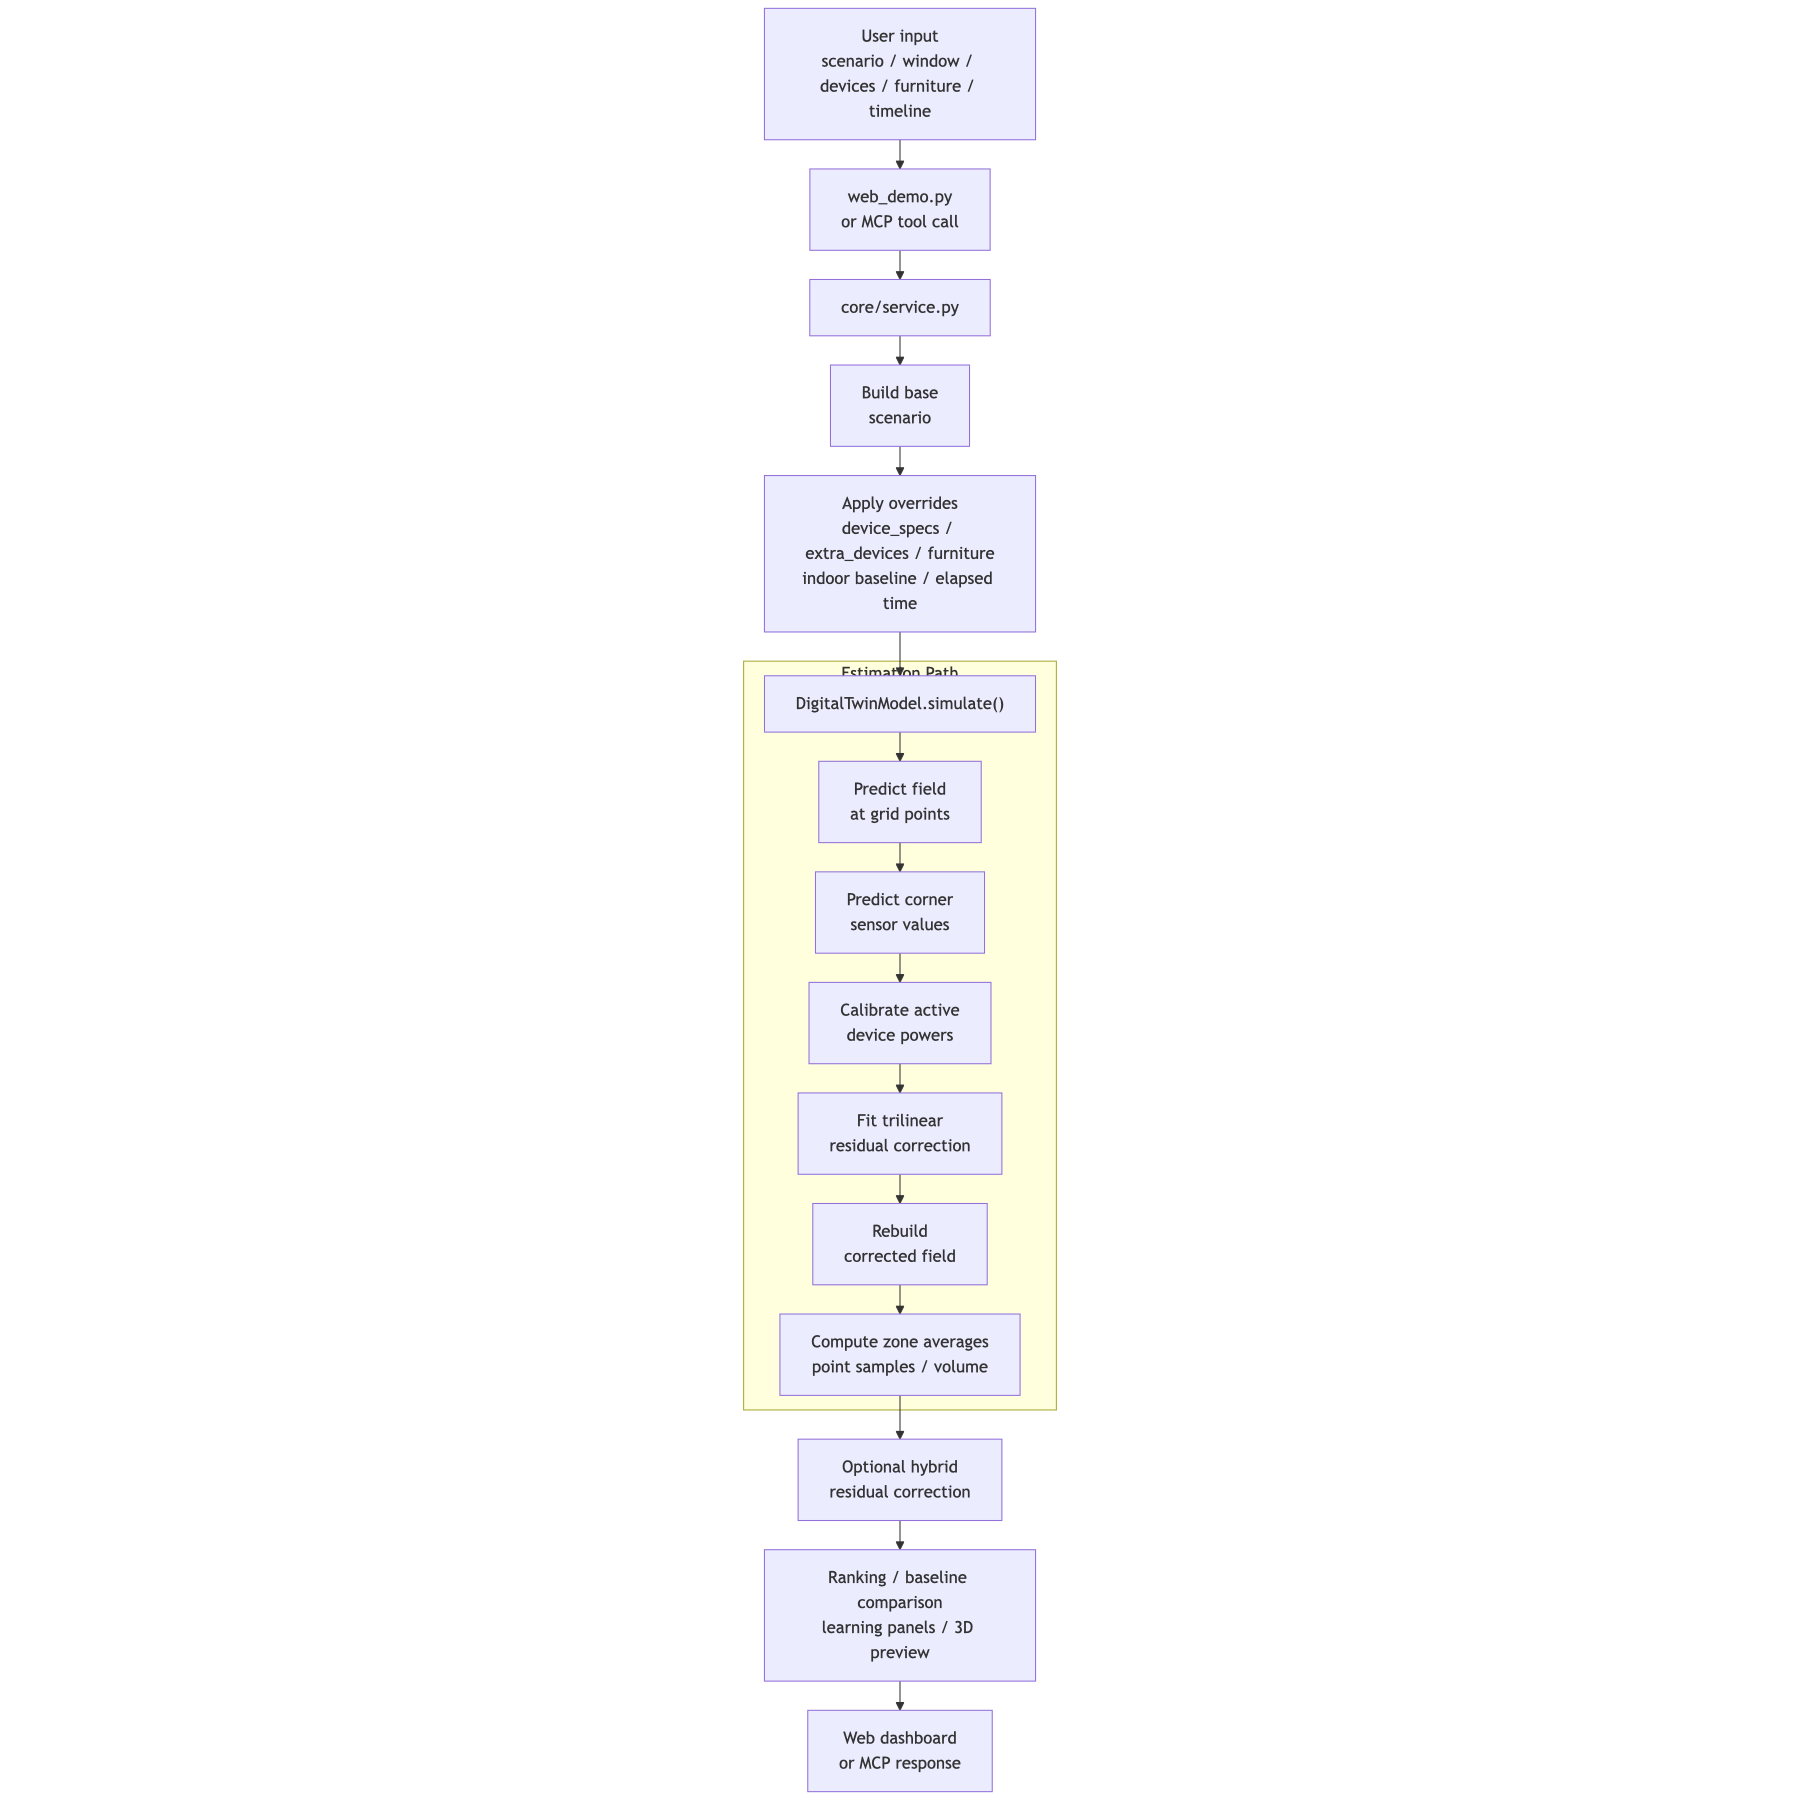 User input
scenario / window /
devices / furniture /
timeline
web_demo.py
or MCP tool call
core/service.py
Build base
scenario
Apply overrides
device_specs /
extra_devices / furniture
indoor baseline / elapsed
time
Estimation Path
DigitalTwinModel.simulate()
Predict field
at grid points
Predict corner
sensor values
Calibrate active
device powers
Fit trilinear
residual correction
Rebuild
corrected field
Compute zone averages
point samples / volume
Optional hybrid
residual correction
Ranking / baseline
comparison
learning panels / 3D
preview
Web dashboard
or MCP response